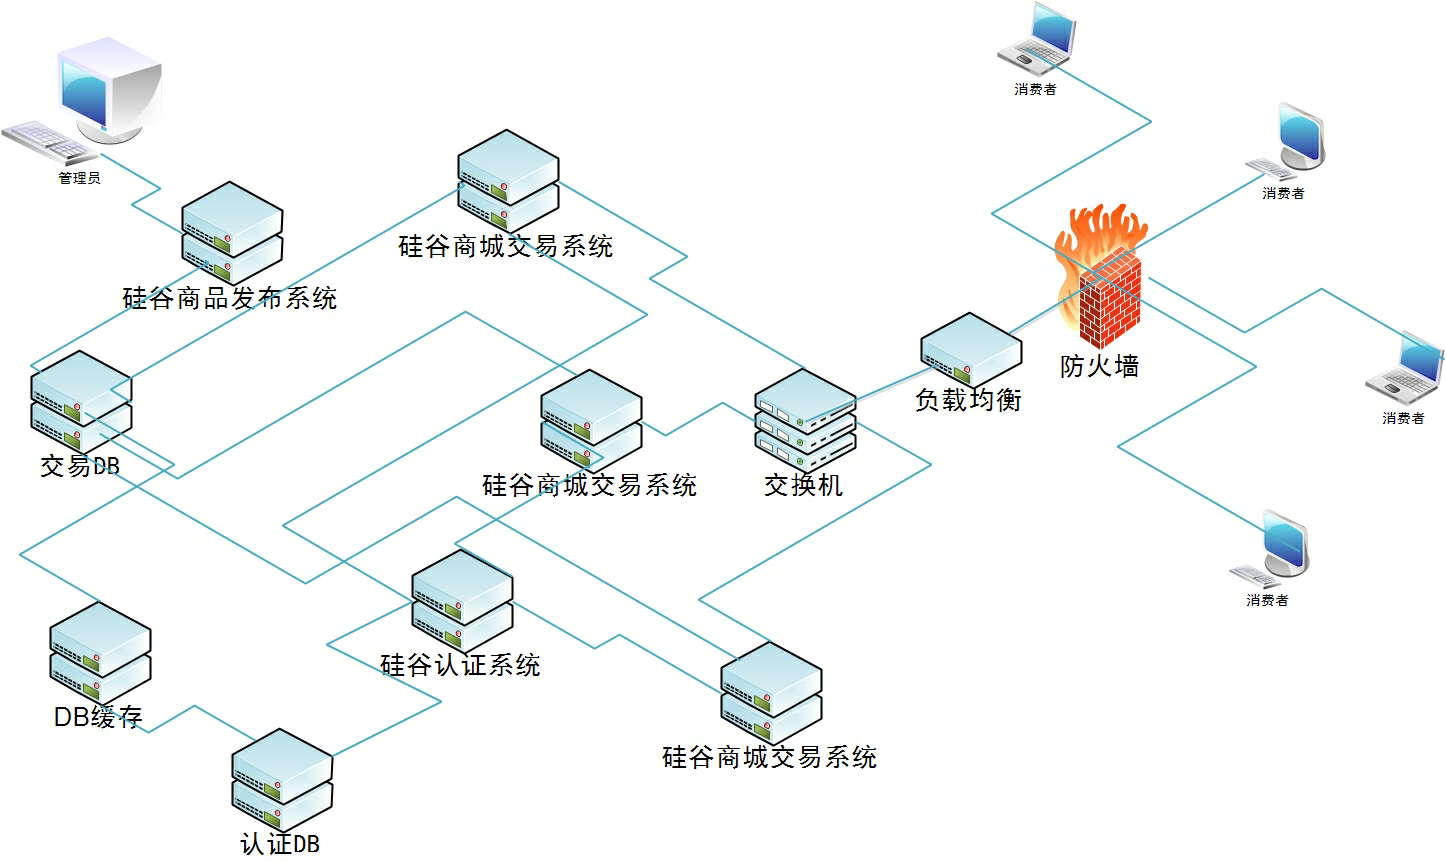 消费者
管理员
消费者
硅谷商城交易系统
硅谷商品发布系统
防火墙
负载均衡
消费者
交易DB
硅谷商城交易系统
交换机
消费者
硅谷认证系统
DB缓存
硅谷商城交易系统
认证DB